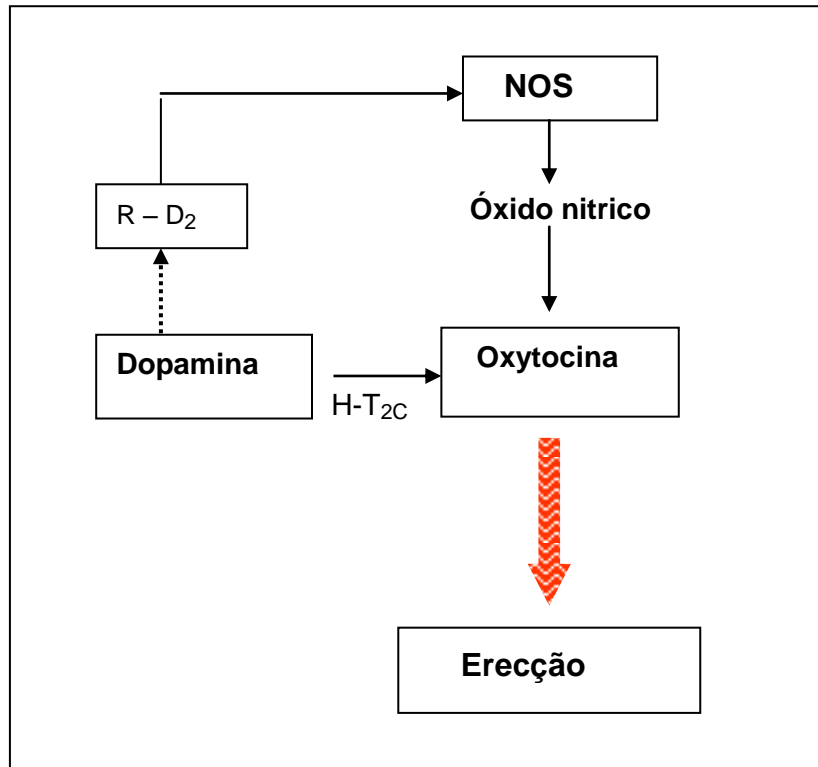 NOS
R – D₂
Óxido nitrico
Dopamina
Oxytocina
H-T₂C
Erecção